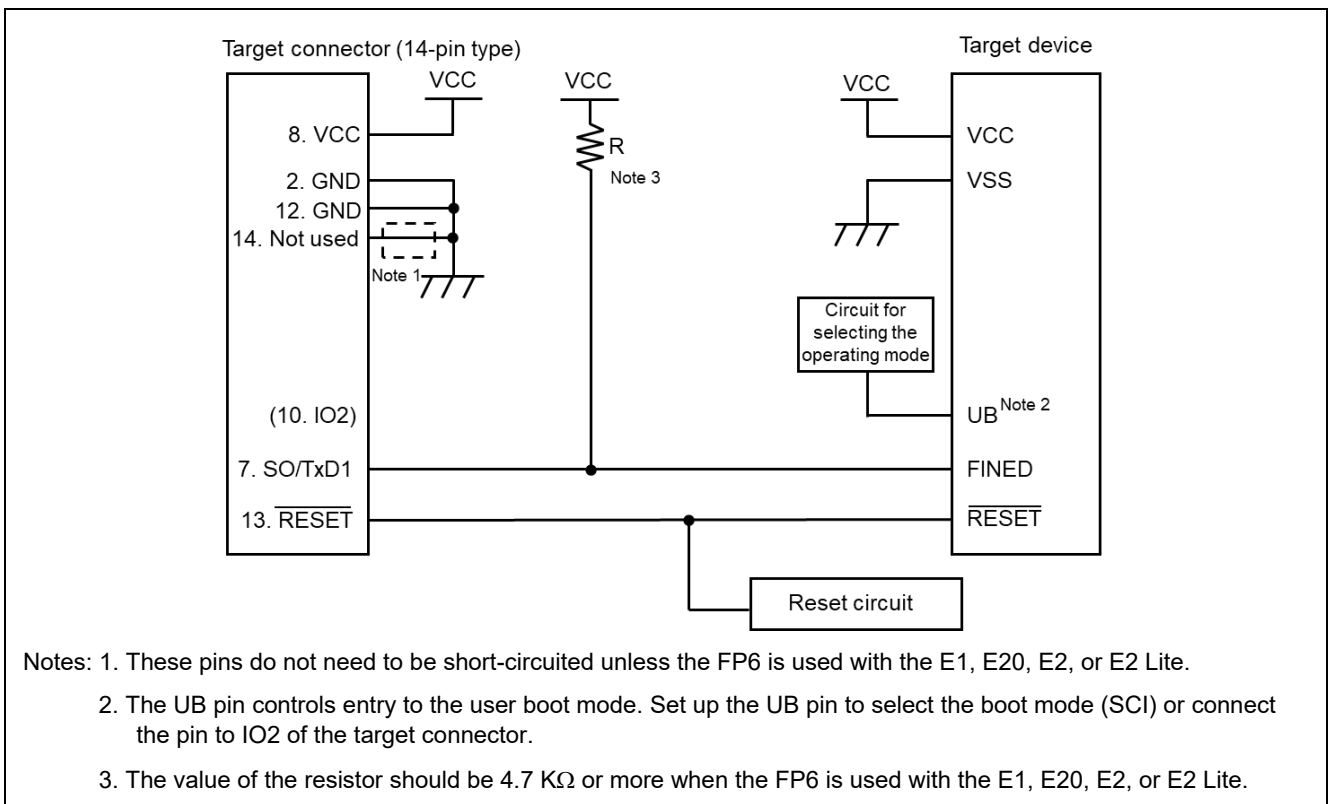 Target connector (14-pin type)
Target device
VCC
VCC
VCC
8. VCC
VCC
R
Note 3
2. GND
VSS
12. GND
14. Not used
Note 1
Circuit for
selecting the
operating mode
(10. IO2)
UB Note 2
7. SO/TxD1
FINED
13. RESET
RESET
Reset circuit
Notes: 1. These pins do not need to be short-circuited unless the FP6 is used with the E1, E20, E2, or E2 Lite.
2. The UB pin controls entry to the user boot mode. Set up the UB pin to select the boot mode (SCI) or connect
the pin to IO2 of the target connector.
3. The value of the resistor should be 4.7 KΩ or more when the FP6 is used with the E1, E20, E2, or E2 Lite.